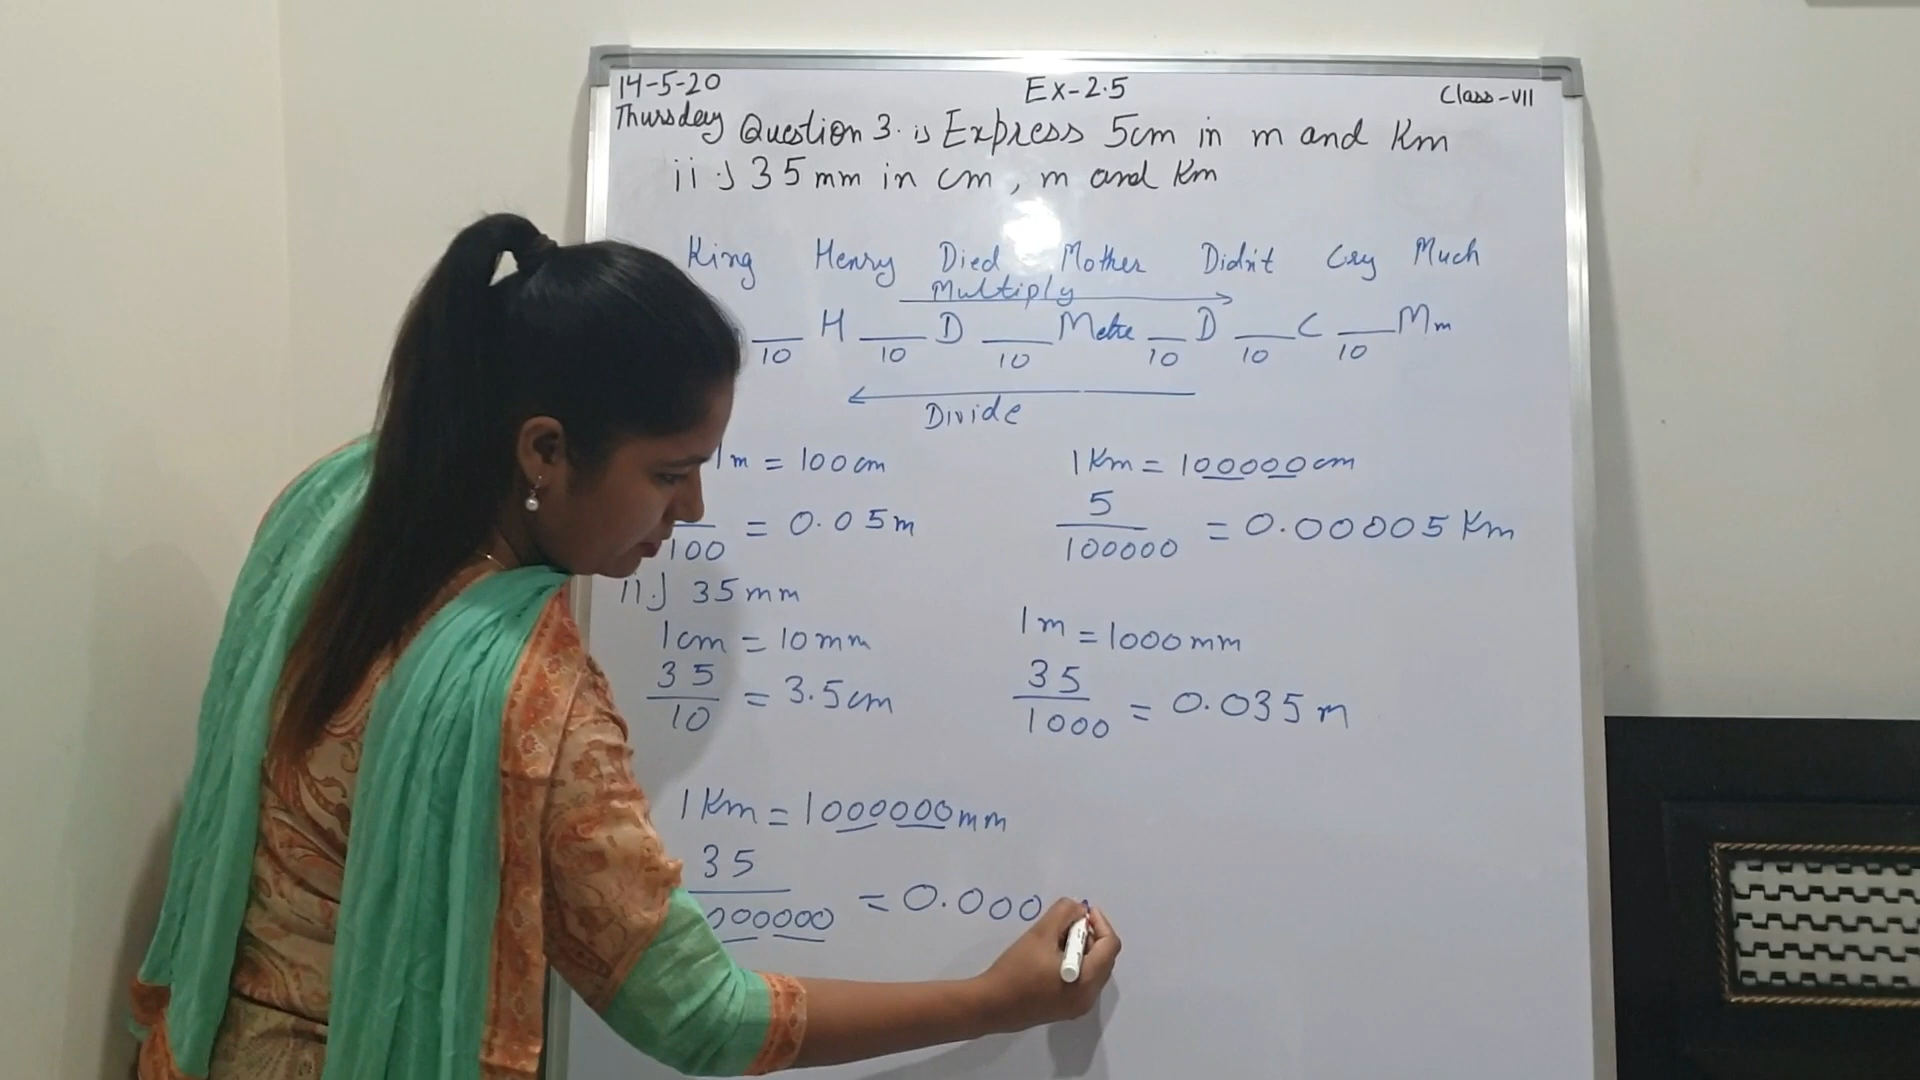 14-5-20 Ex-2.5 Class-VII
Thursday Question 3. i) Express 5cm in m and Km
ii.) 35mm in cm, m and Km
King Henry Died Mother Didn't Cry Much
Multiply
10 H 10 D 10 Metre 10 D 10 C 10 Mm
Divide
1m = 100cm 1Km = 100000cm
100 = 0.05m 5/100000 = 0.00005 Km
ii.) 35mm
1cm = 10mm 1m = 1000mm
35/10 = 3.5cm 35/1000 = 0.035m
1Km = 1000000mm
35/000000 = 0.000